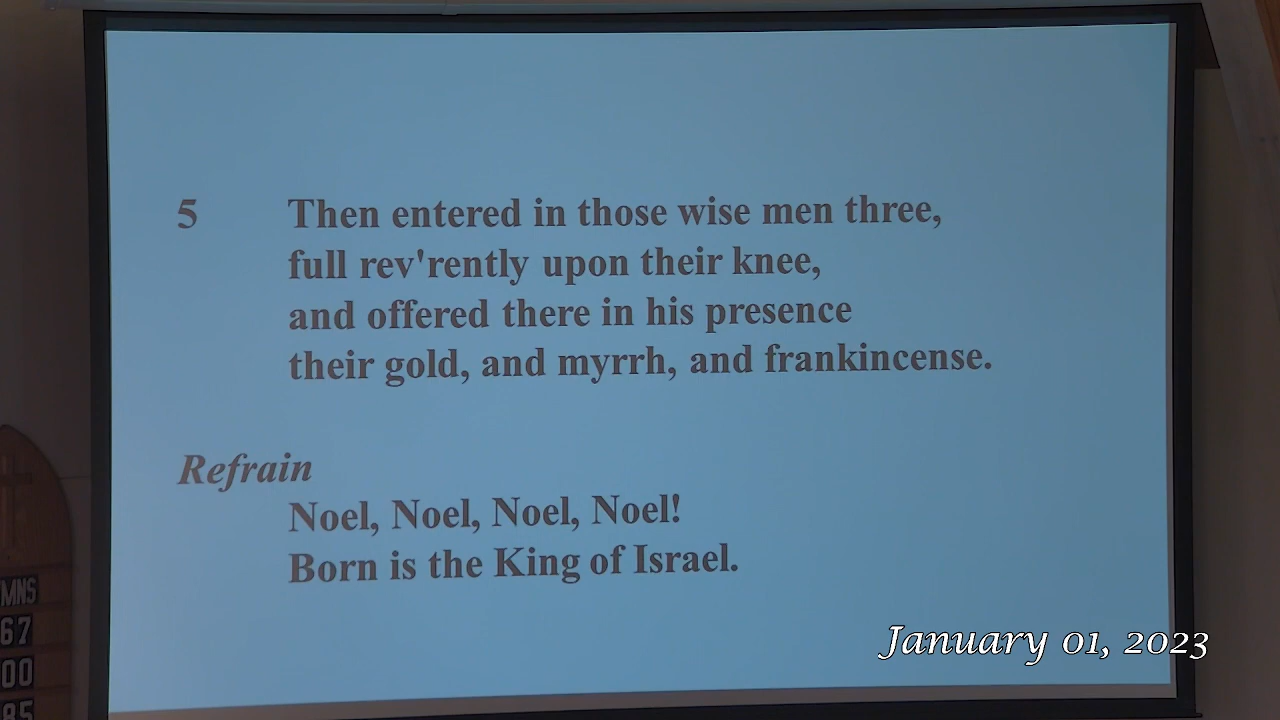 5 Then entered in those wise men three,
full rev'rently upon their knee,
and offered there in his presence
their gold, and myrrh, and frankincense.
Refrain
Noel, Noel, Noel, Noel!
Born is the King of Israel.
MNS
67
00
85
January 01, 2023